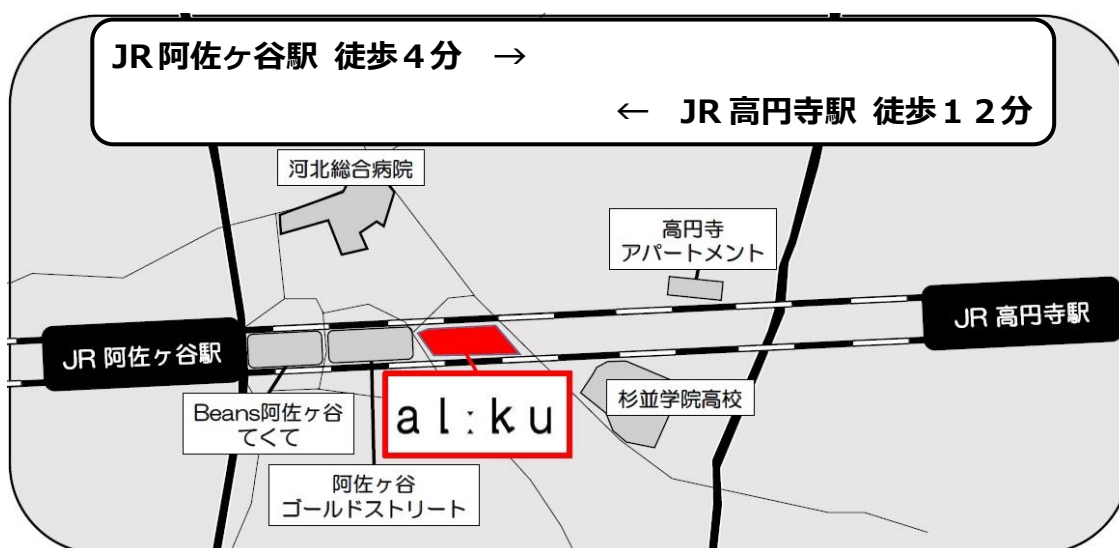 JR阿佐ヶ谷駅 徒歩４分 →
← JR高円寺駅 徒歩１２分
河北総合病院
高円寺
アパートメント
JR 高円寺駅
JR 阿佐ヶ谷駅
Beans阿佐ヶ谷
てくて
al:ku
杉並学院高校
阿佐ヶ谷
ゴールドストリート